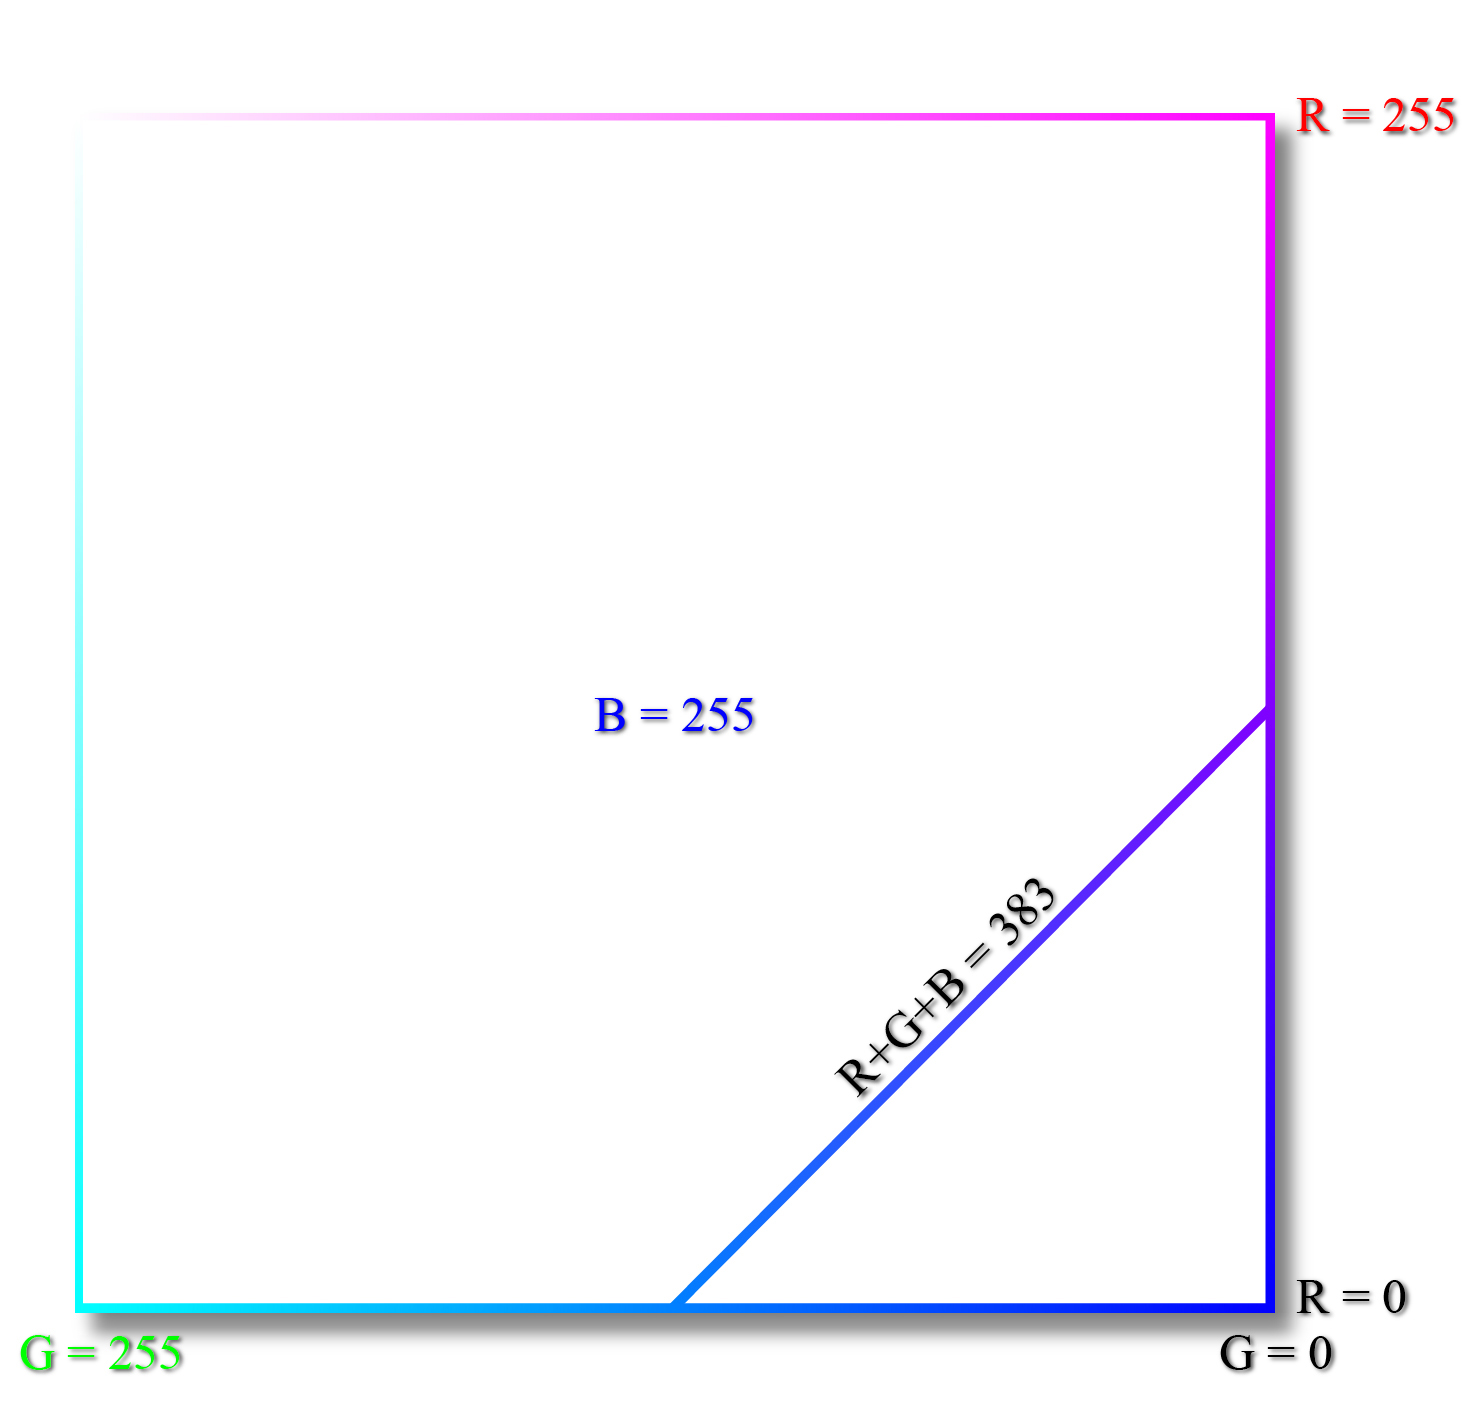 R = 255
B = 255
R+G+B = 383
R = 0
G = 255
G = 0